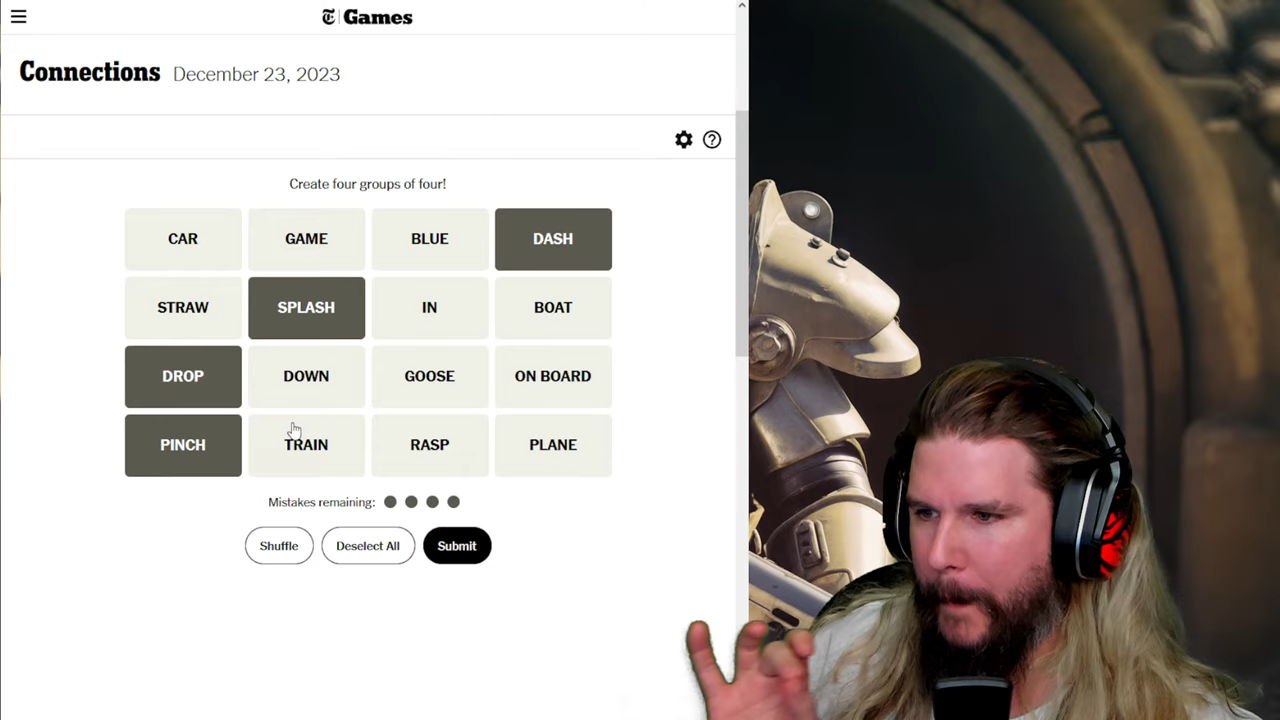 Games
Connections December 23, 2023
Create four groups of four!
CAR GAME BLUE DASH
STRAW SPLASH IN BOAT
DROP DOWN GOOSE ON BOARD
PINCH TRAIN RASP PLANE
Mistakes remaining:
Shuffle Deselect All Submit